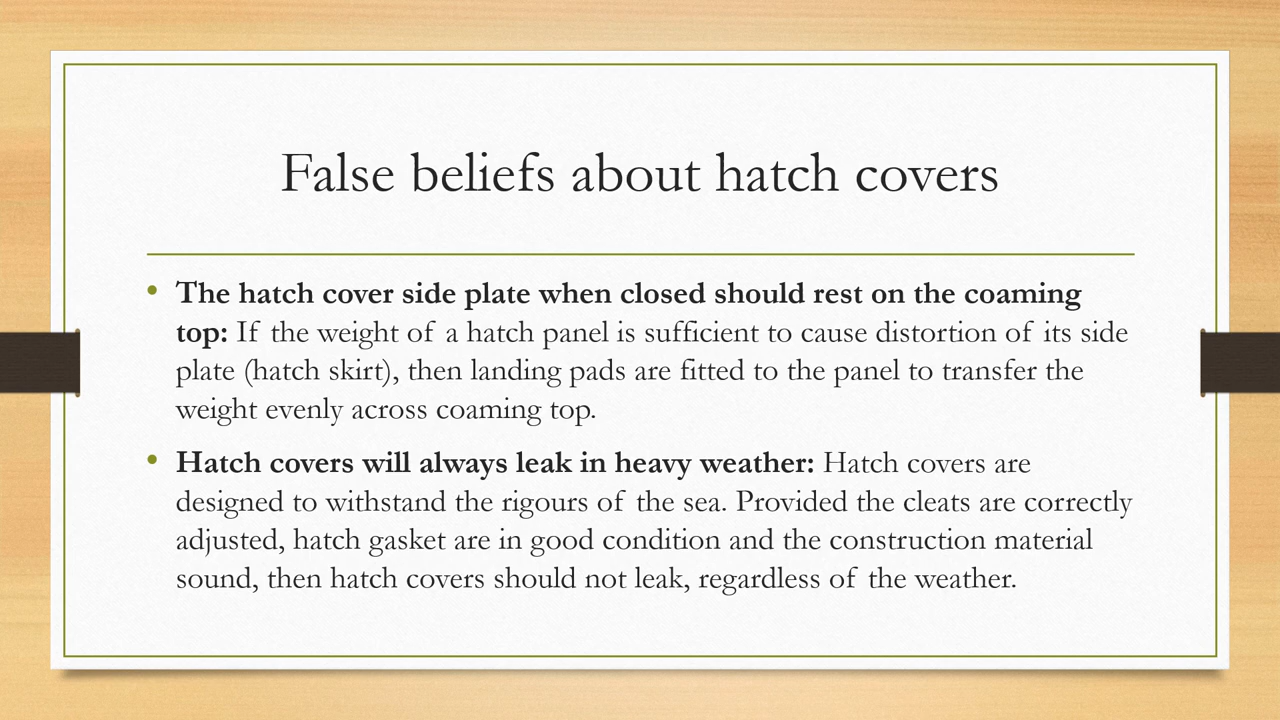 False beliefs about hatch covers
• The hatch cover side plate when closed should rest on the coaming
top: If the weight of a hatch panel is sufficient to cause distortion of its side
plate (hatch skirt), then landing pads are fitted to the panel to transfer the
weight evenly across coaming top.
• Hatch covers will always leak in heavy weather: Hatch covers are
designed to withstand the rigours of the sea. Provided the cleats are correctly
adjusted, hatch gasket are in good condition and the construction material
sound, then hatch covers should not leak, regardless of the weather.